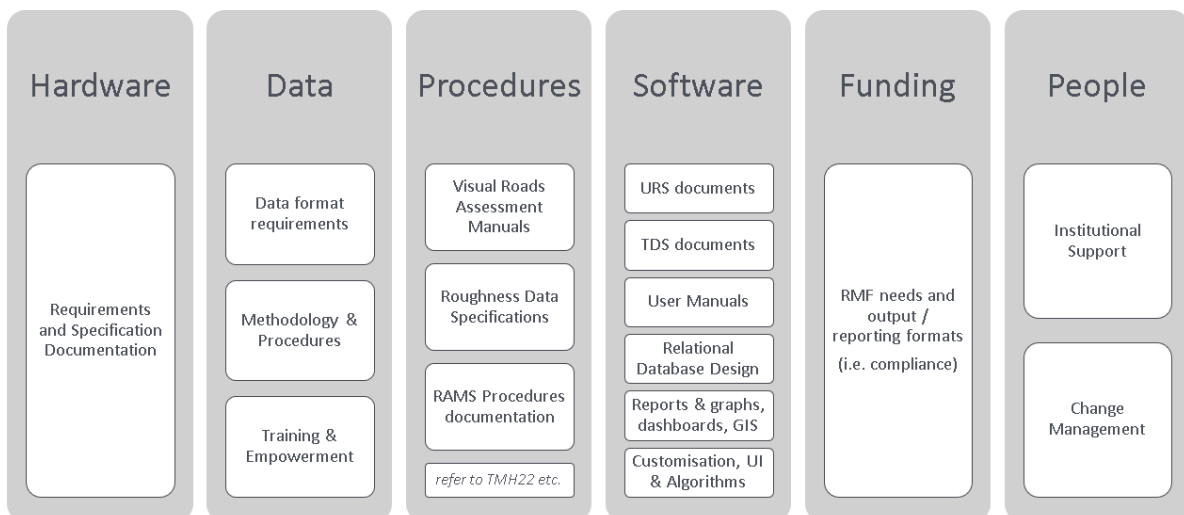 Hardware
Requirements
and Specification
Documentation
Data
Data format
requirements
Methodology &
Procedures
Training &
Empowerment
Procedures
Visual Roads
Assessment
Manuals
Roughness Data
Specifications
RAMS Procedures
documentation
refer to TMH22 etc.
Software
URS documents
TDS documents
User Manuals
Relational
Database Design
Reports & graphs,
dashboards, GIS
Customisation, UI
& Algorithms
Funding
RMF needs and
output /
reporting formats
(i.e. compliance)
People
Institutional
Support
Change
Management